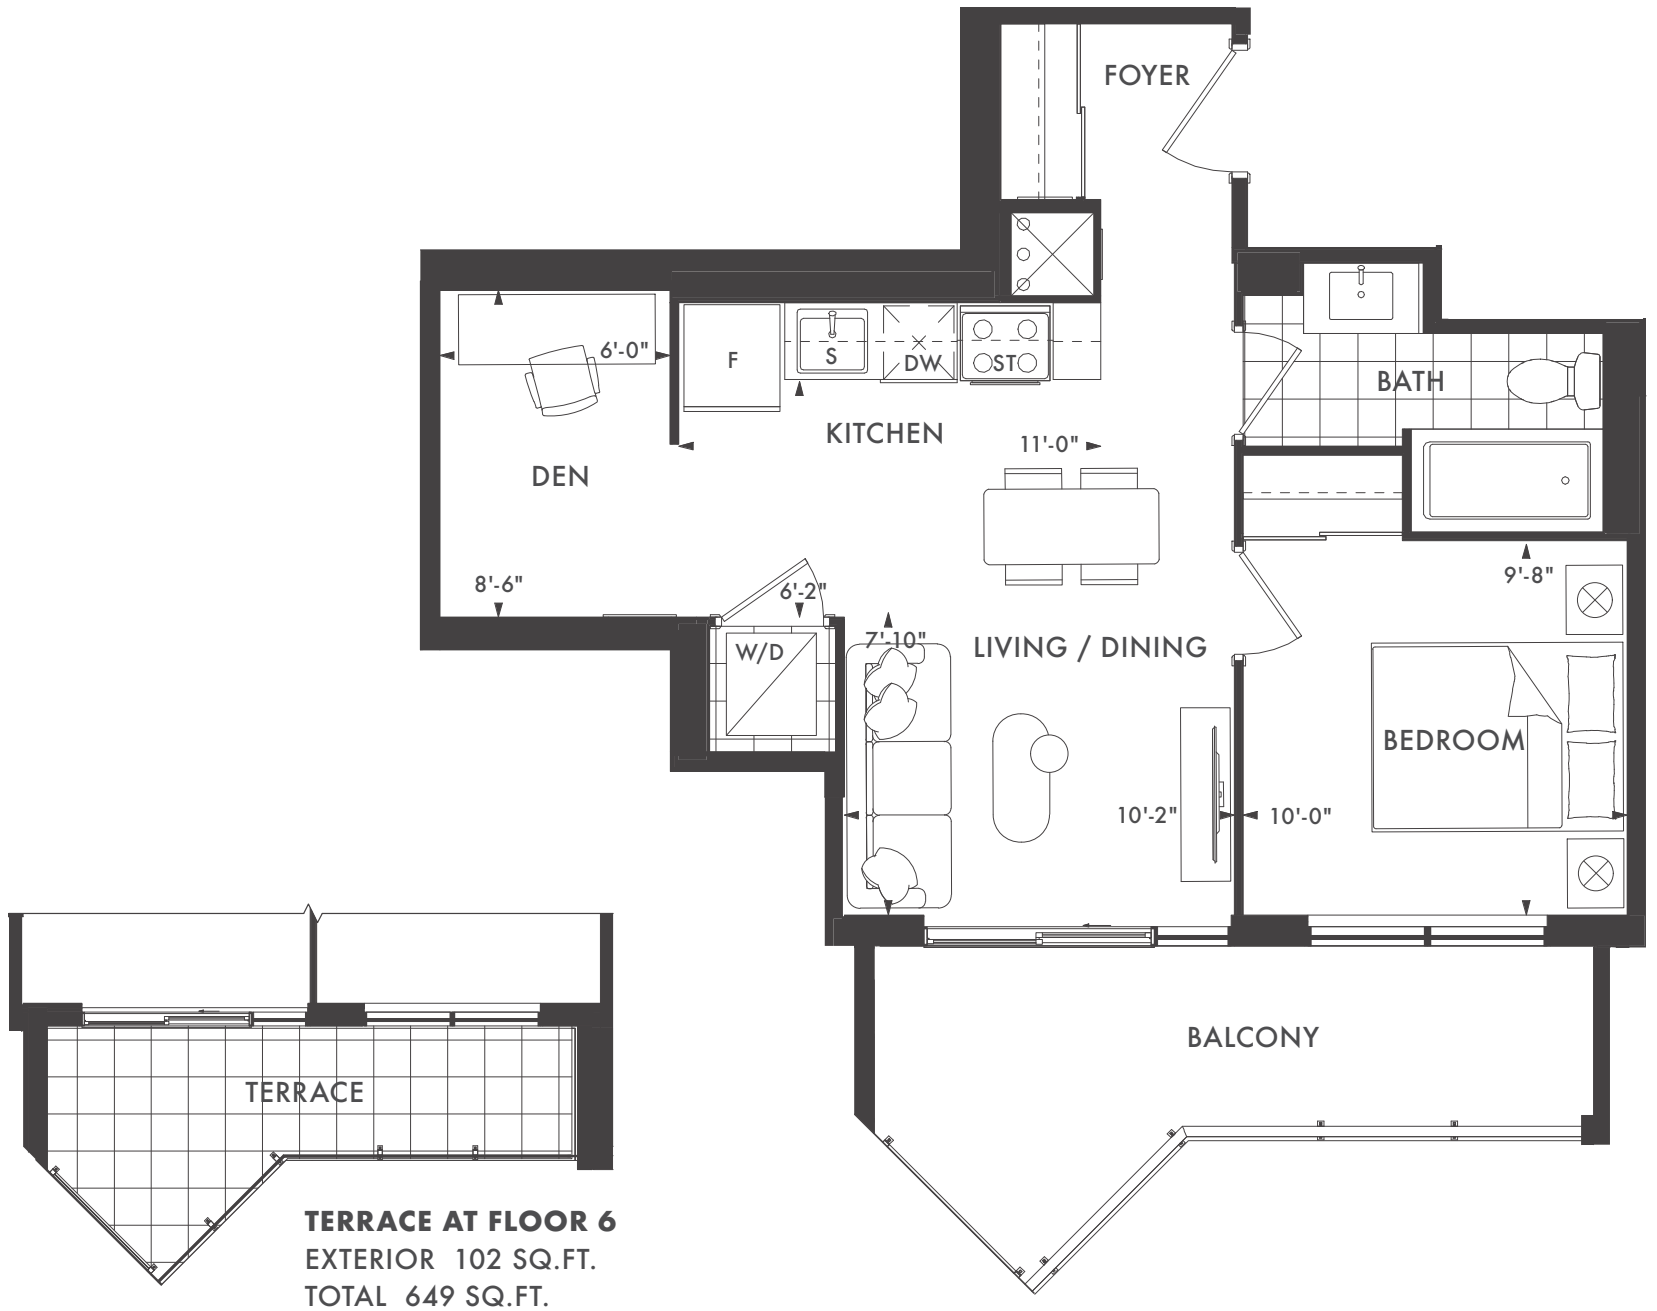 FOYER
6'-0"
F
S
DW
ST
BATH
KITCHEN
11'-0"
DEN
8'-6"
6'-2"
9'-8"
7'-10"
LIVING / DINING
W/D
BEDROOM
10'-2"
10'-0"
BALCONY
TERRACE
TERRACE AT FLOOR 6
EXTERIOR 102 SQ.FT.
TOTAL 649 SQ.FT.